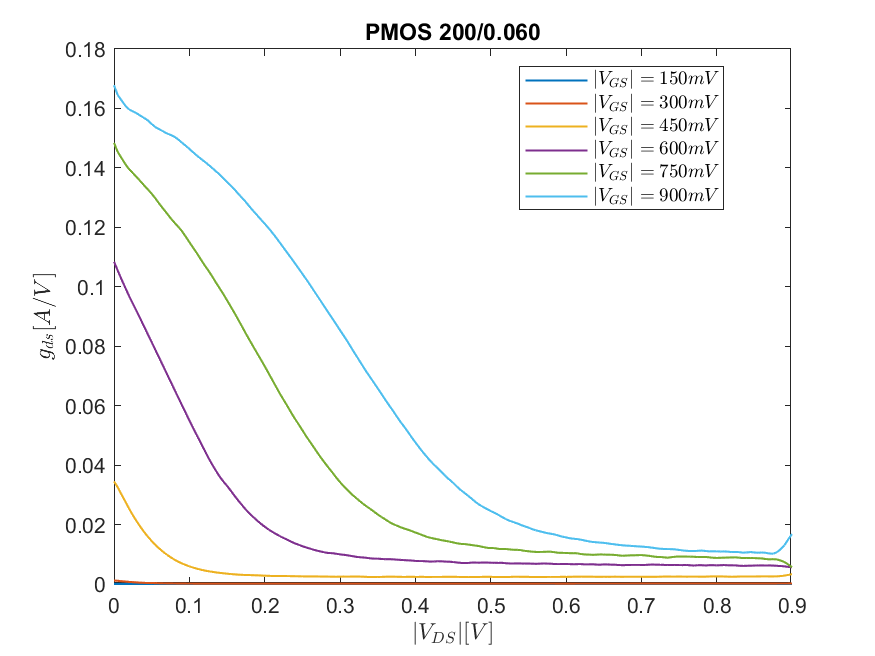 PMOS 200/0.060
|V_GS| = 150mV
|V_GS| = 300mV
|V_GS| = 450mV
|V_GS| = 600mV
|V_GS| = 750mV
|V_GS| = 900mV
0.18
0.16
0.14
0.12
0.1
0.08
0.06
0.04
0.02
0
g_ds[A/V]
0 0.1 0.2 0.3 0.4 0.5 0.6 0.7 0.8 0.9
|V_DS|[V]